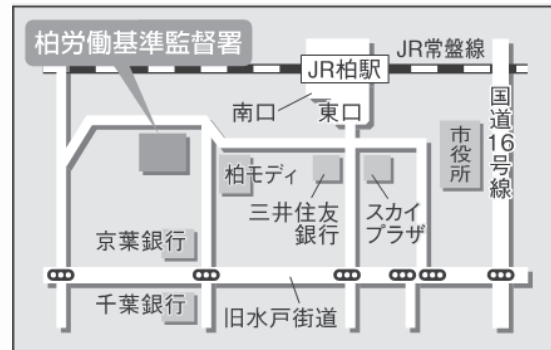 柏労働基準監督署
JR常盤線
JR柏駅
南口
東口
国道16号線
市役所
柏モディ
三井住友
銀行
スカイ
プラザ
京葉銀行
千葉銀行
旧水戸街道